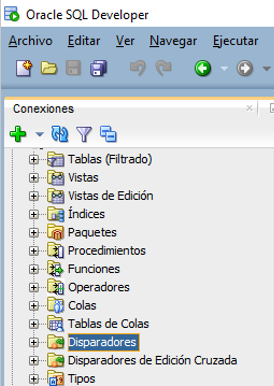 Oracle SQL Developer
Archivo Editar Ver Navegar Ejecutar
Conexiones
Tablas (Filtrado)
Vistas
Vistas de Edición
Índices
Paquetes
Procedimientos
Funciones
Operadores
Colas
Tablas de Colas
Disparadores
Disparadores de Edición Cruzada
Tipos